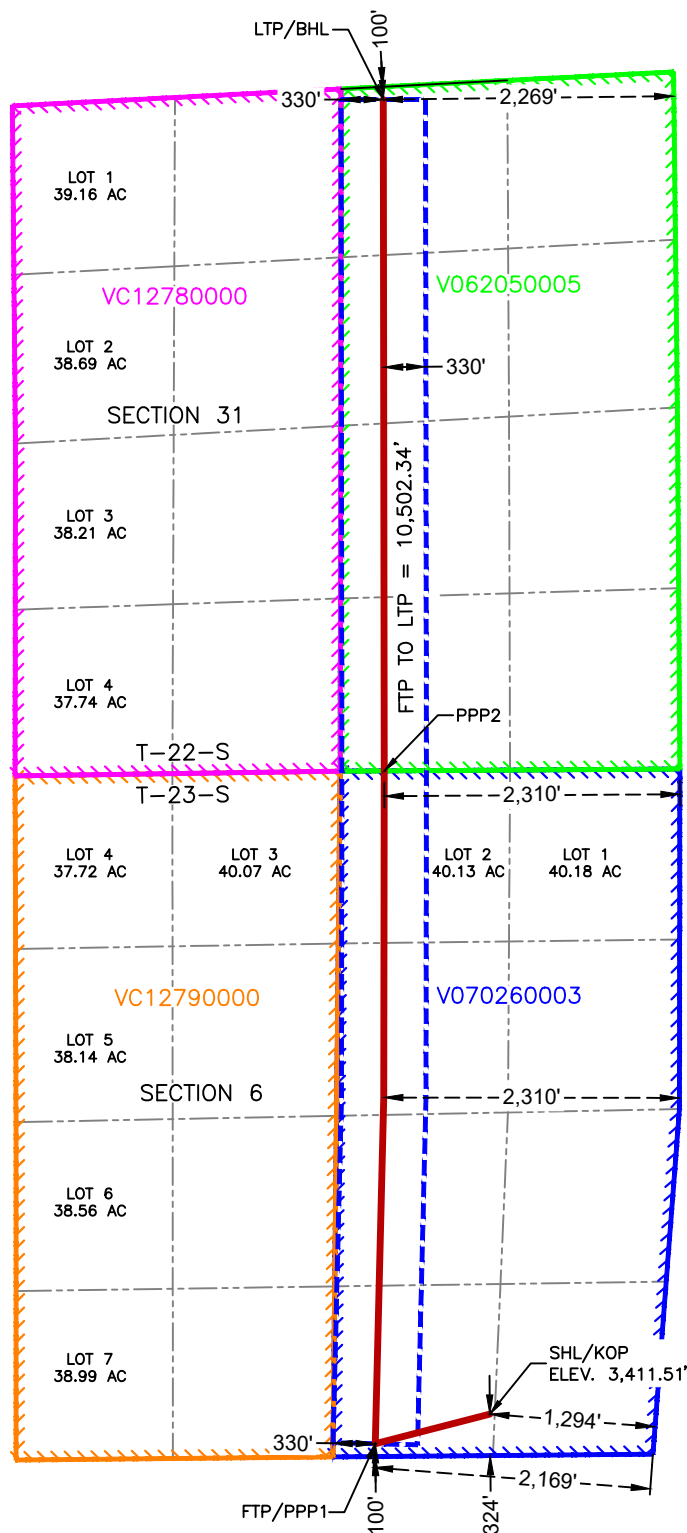 LTP/BHL
100'
330'
2,269'
LOT 1
39.16 AC
VC12780000
V062050005
LOT 2
38.69 AC
330'
SECTION 31
FTP TO LTP = 10,502.34'
LOT 3
38.21 AC
LOT 4
37.74 AC
PPP2
T-22-S
T-23-S
2,310'
LOT 4
37.72 AC
LOT 3
40.07 AC
LOT 2
40.13 AC
LOT 1
40.18 AC
VC12790000
V070260003
LOT 5
38.14 AC
SECTION 6
2,310'
LOT 6
38.56 AC
LOT 7
38.99 AC
SHL/KOP
ELEV. 3,411.51'
1,294'
330'
2,169'
FTP/PPP1
100'
324'